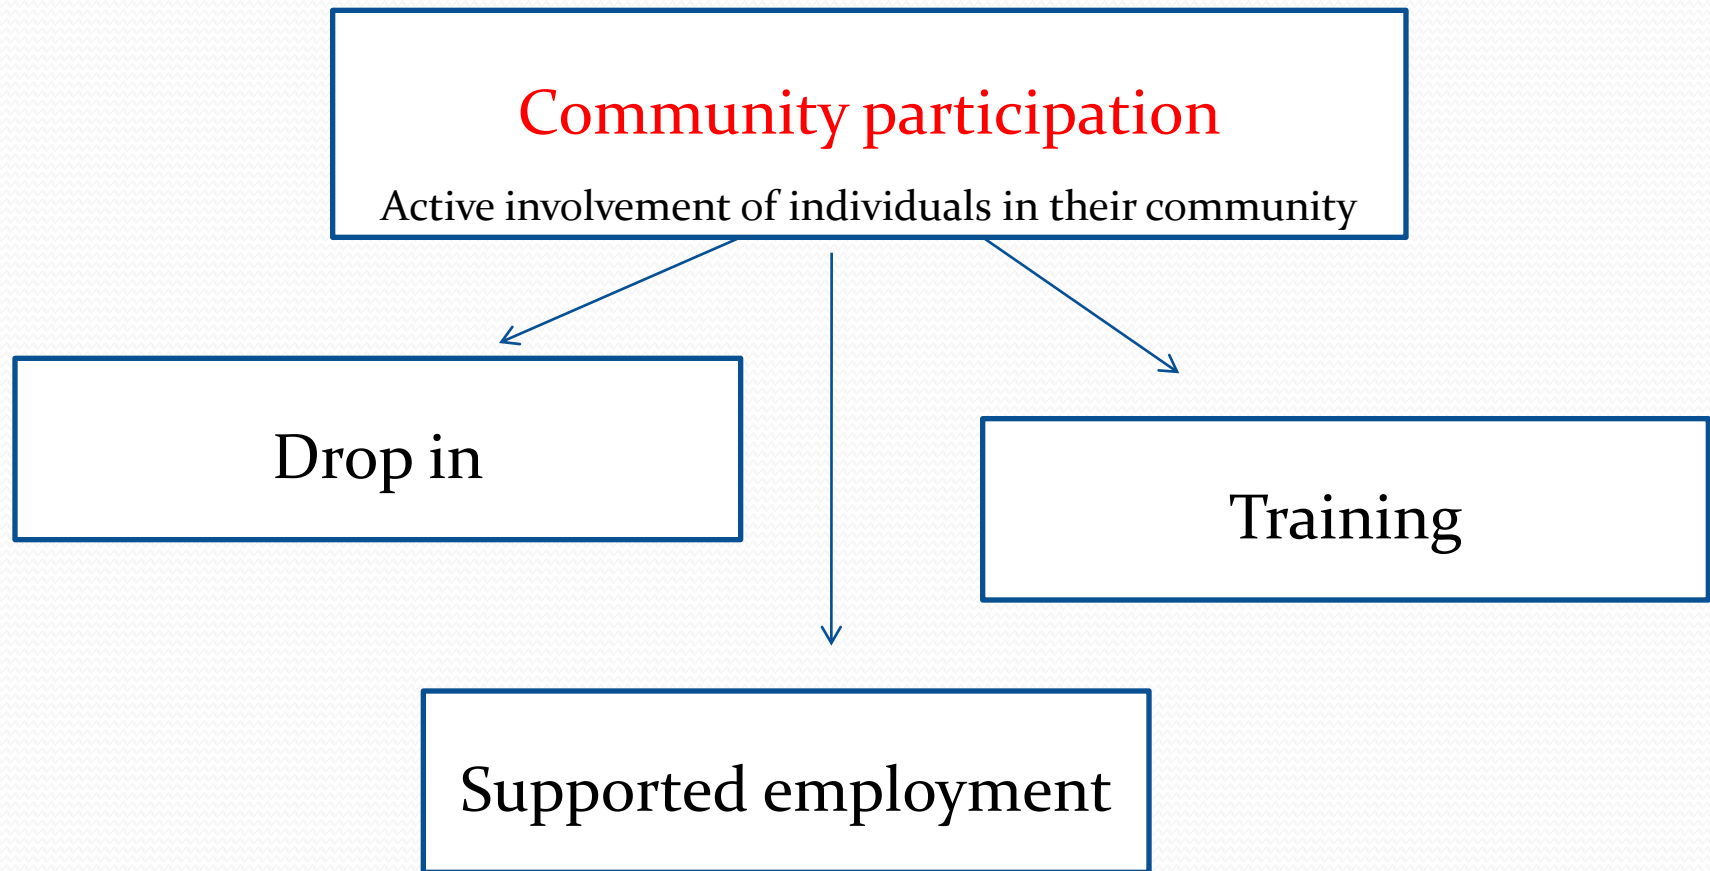 Community participation
Active involvement of individuals in their community
Drop in
Training
Supported employment